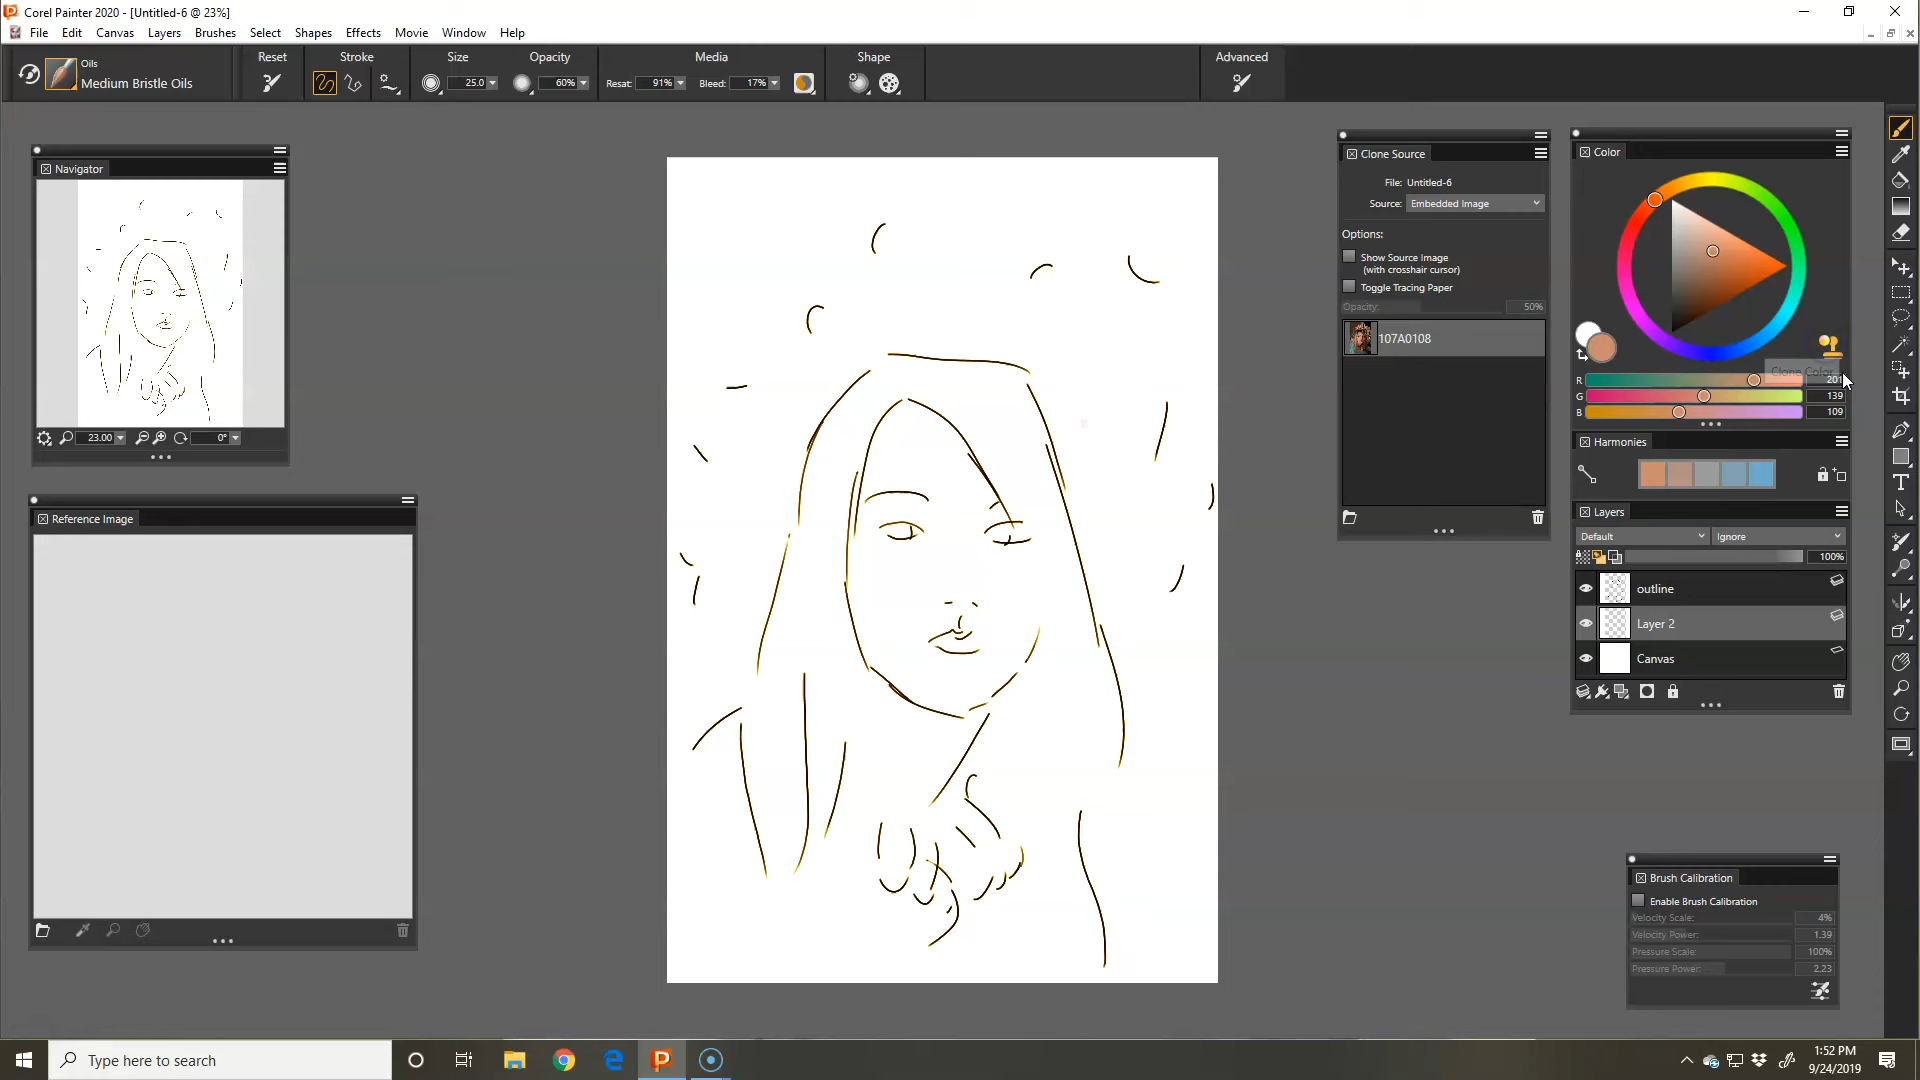 Corel Painter 2020 - [Untitled-6 @ 23%]
File Edit Canvas Layers Brushes Select Shapes Effects Movie Window Help
Oils
Medium Bristle Oils
Reset
Stroke
Size
25.0
Opacity
60%
Media
Resat: 91% Bleed: 17%
Shape
Advanced
Navigator
23.00 0°
Reference Image
Clone Source
File: Untitled-6
Source: Embedded Image
Options:
Show Source Image
(with crosshair cursor)
Toggle Tracing Paper
Opacity: 50%
107A0108
Color
Clone Color
R 201
G 139
B 109
Harmonies
Layers
Default Ignore
100%
outline
Layer 2
Canvas
Brush Calibration
Enable Brush Calibration
Velocity Scale: 4%
Velocity Power: 1.39
Pressure Scale: 100%
Pressure Power: 2.23
Type here to search
1:52 PM
9/24/2019